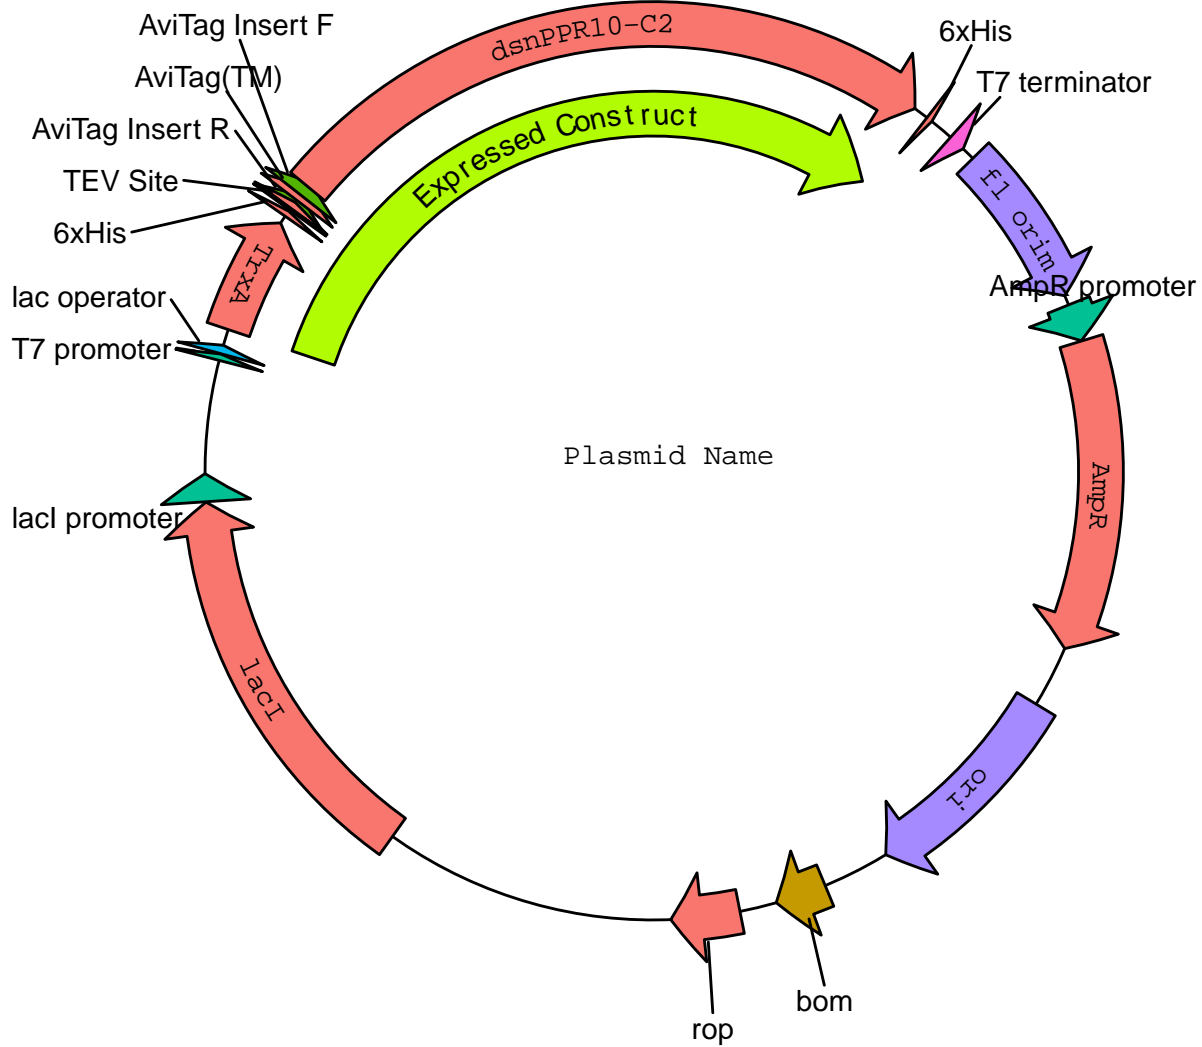 AviTag Insert F
dsnPPR10-C2
6xHis
AviTag(TM)
T7 terminator
AviTag Insert R
Expressed Construct
TEV Site
f1 orim
6xHis
TrxA
AmpR promoter
lac operator
T7 promoter
Plasmid Name
AmpR
lacI promoter
lacI
ori
bom
rop